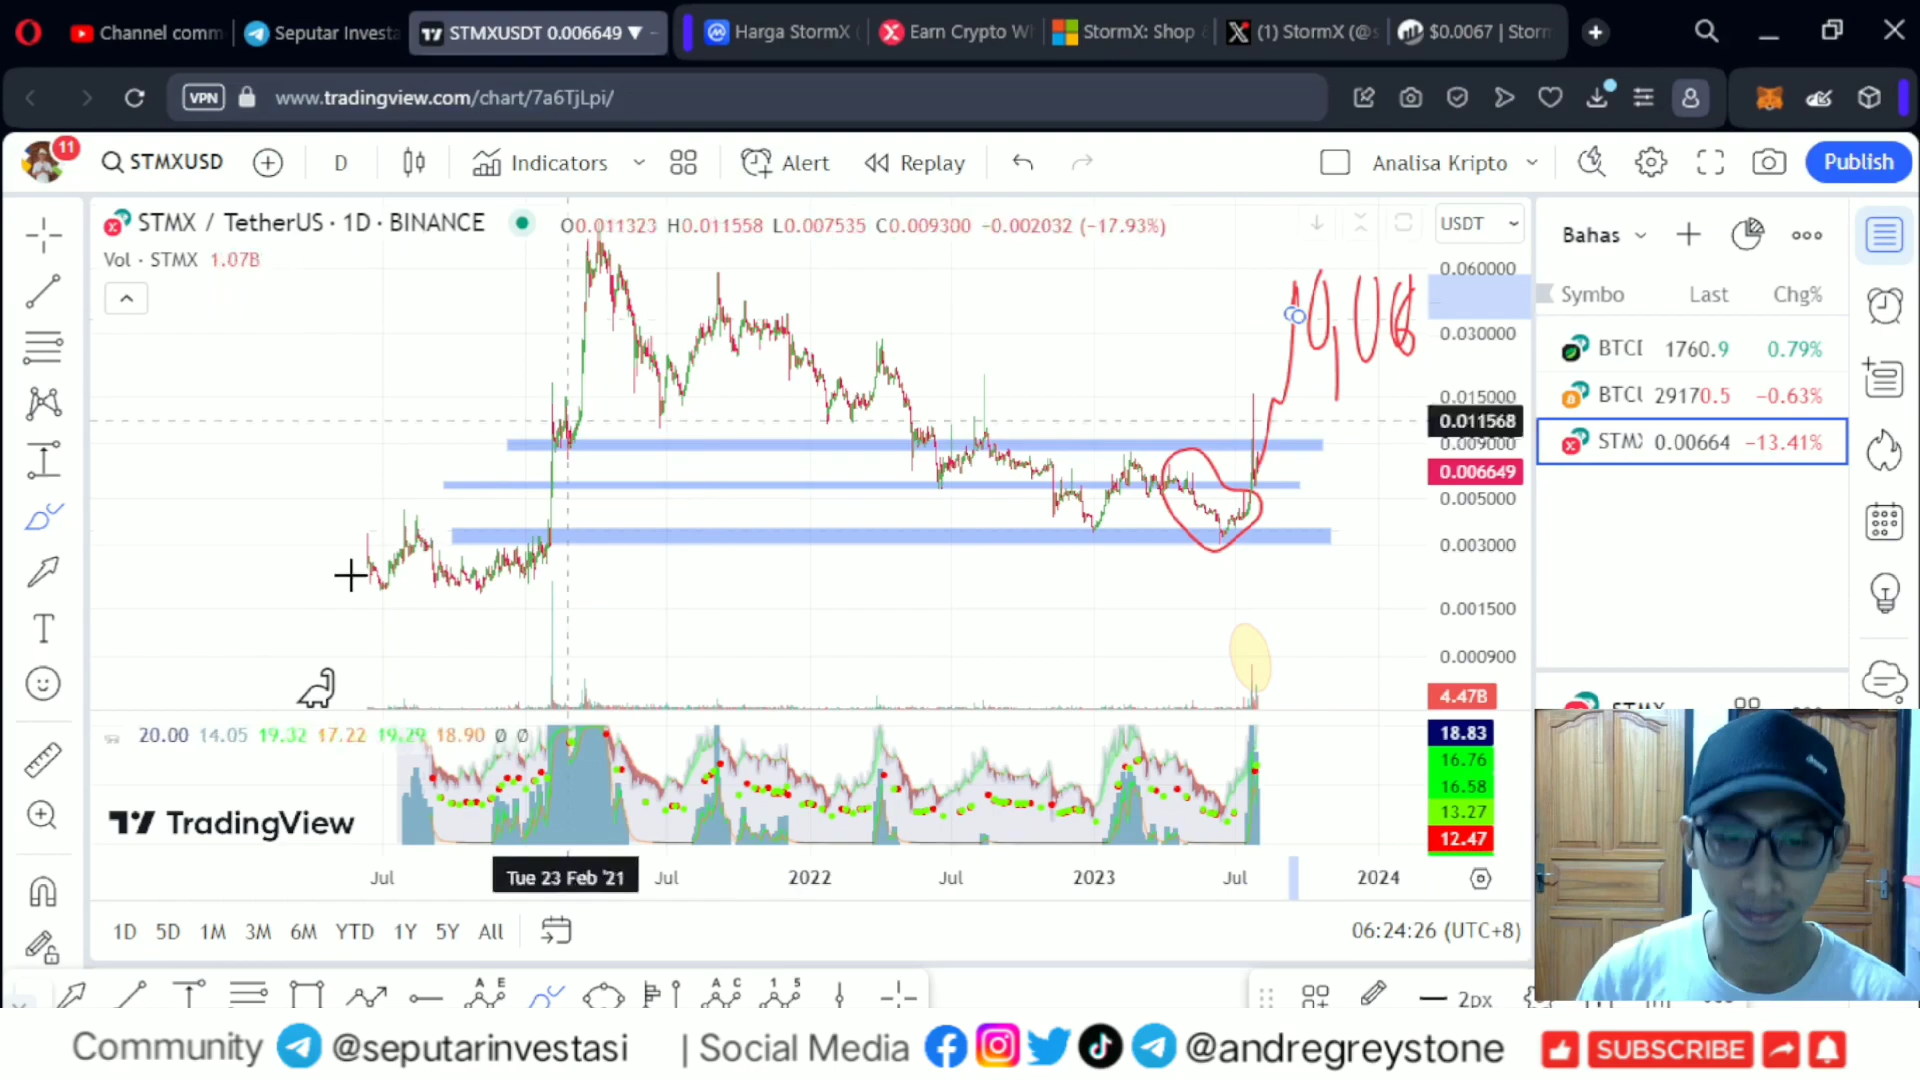 Channel comm
Seputar Invest
STMXUSDT 0.006649 ▼ −
Harga StormX (
Earn Crypto W
StormX: Shop &
(1) StormX (@s
$0.0067 | Storm
VPN
www.tradingview.com/chart/7a6TjLpi/
11
STMXUSD
D
Indicators
Alert
Replay
Analisa Kripto
Publish
STMX / TetherUS · 1D · BINANCE
O0.011323 H0.011558 L0.007535 C0.009300 −0.002032 (−17.93%)
USDT
Vol · STMX 1.07B
0,06
0.060000
0.030000
0.015000
0.011568
0.009000
0.006649
0.005000
0.003000
0.001500
0.000900
4.47B
Bahas
Symbo Last Chg%
BTCD 1760.9 0.79%
BTCU 29170.5 −0.63%
STMX 0.00664 −13.41%
STMX
20.00 14.05 19.32 17.22 19.29 18.90 Ø Ø
18.83
16.76
16.58
13.27
12.47
TradingView
Jul
Tue 23 Feb '21
Jul
2022
Jul
2023
Jul
2024
1D 5D 1M 3M 6M YTD 1Y 5Y All
06:24:26 (UTC+8)
2px
Community @seputarinvestasi | Social Media @andregreystone SUBSCRIBE